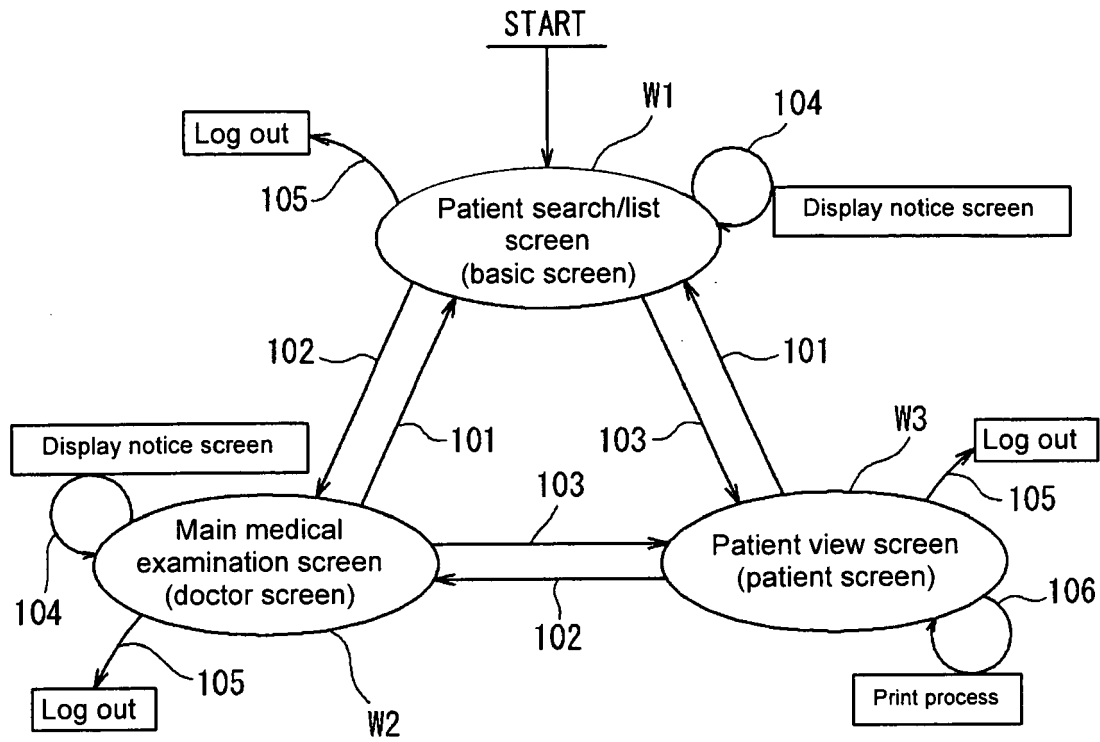 START
W1
104
Log out
105
Patient search/list
screen
(basic screen)
Display notice screen
102
101
101
103
Display notice screen
W3
Log out
105
103
Main medical
examination screen
(doctor screen)
Patient view screen
(patient screen)
104
102
106
105
Log out
W2
Print process